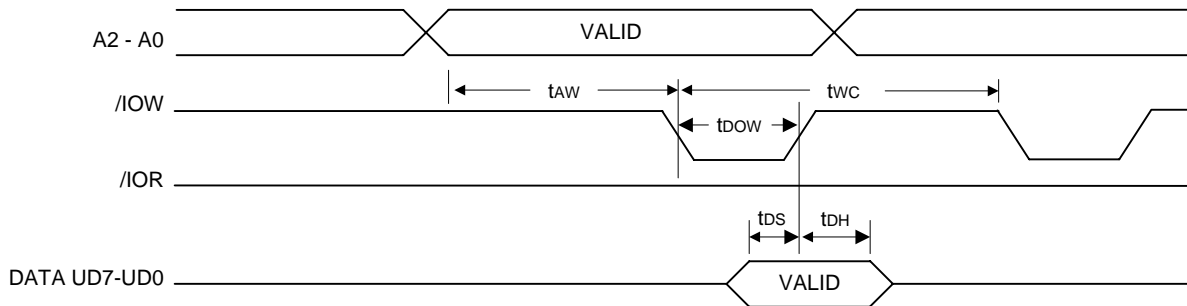 A2 - A0
VALID
tAW
tWC
/IOW
tDOW
/IOR
tDS
tDH
DATA UD7-UD0
VALID